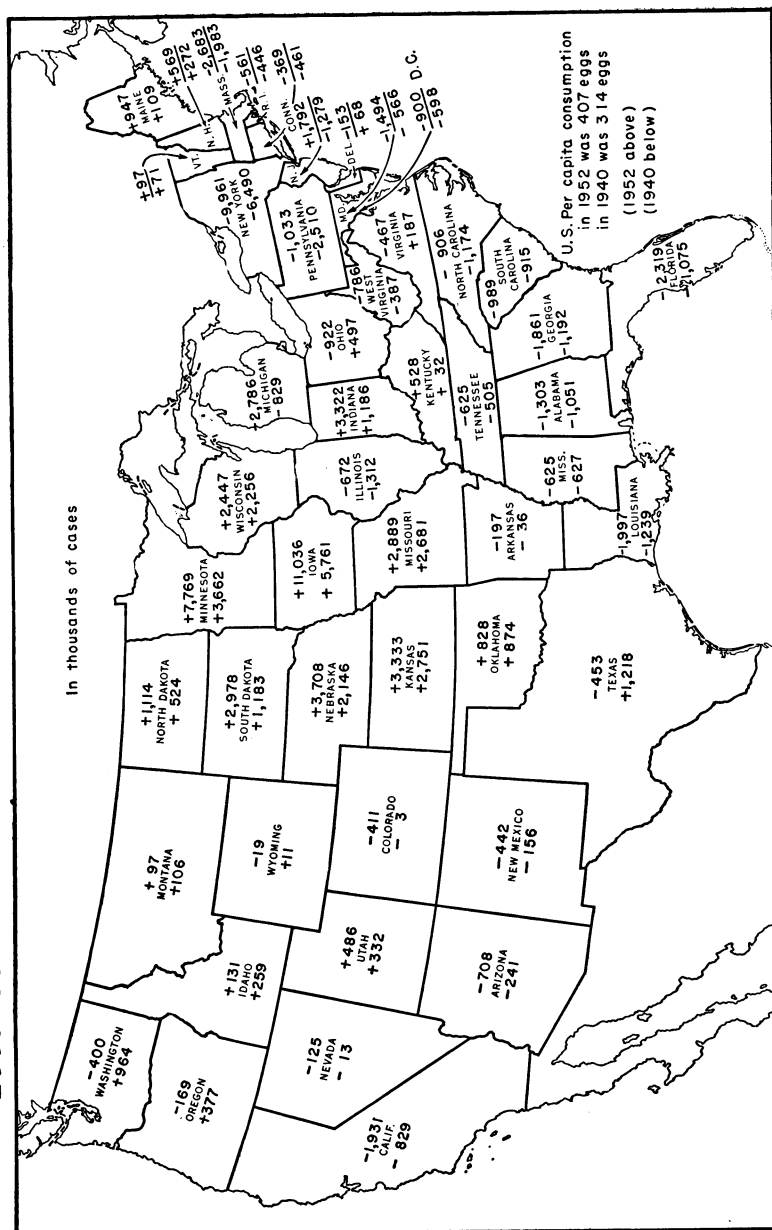 In thousands of cases
-400
WASHINGTON
+964
-169
OREGON
+377
-1,931
CALIF.
- 829
-125
NEVADA
- 13
+131
IDAHO
+259
+ 97
MONTANA
+106
-19
WYOMING
+11
+486
UTAH
+332
-411
COLORADO
- 3
-708
ARIZONA
-241
-442
NEW MEXICO
- 156
+1,114
NORTH DAKOTA
+ 524
+2,978
SOUTH DAKOTA
+1,183
+3,708
NEBRASKA
+2,146
+3,333
KANSAS
+2,751
+ 828
OKLAHOMA
+ 874
-453
TEXAS
+1,218
+7,769
MINNESOTA
+3,662
+11,036
IOWA
+ 5,761
+2,889
MISSOURI
+2,681
-197
ARKANSAS
- 36
-1,997
LOUISIANA
-1,239
+2,447
WISCONSIN
+2,256
-672
ILLINOIS
-1,312
+2,786
MICHIGAN
-829
+3,322
INDIANA
+1,186
-922
OHIO
+497
+528
KENTUCKY
+ 32
-625
TENNESSEE
-505
-625
MISS.
-627
-1,303
ALABAMA
-1,051
-1,861
GEORGIA
-1,192
-2,319
FLORIDA
-1,075
-989
SOUTH
CAROLINA
-915
- 906
NORTH CAROLINA
-1,174
-467
VIRGINIA
+187
-786
WEST
VIRGINIA
-387
-1,033
PENNSYLVANIA
-2,510
-9,961
NEW YORK
-6,490
+97
+71
VT.
+947
MAINE
+109
+569
+272
N.H.
-2,683
-1,983
MASS.
-561
-446
R.I.
-369
-461
CONN.
+1,792
-1,279
N.J.
-153
+ 68
DEL.
-1,494
- 566
MD.
-900 D.C.
-598
U.S. Per capita consumption
in 1952 was 407 eggs
in 1940 was 314 eggs
(1952 above)
(1940 below)